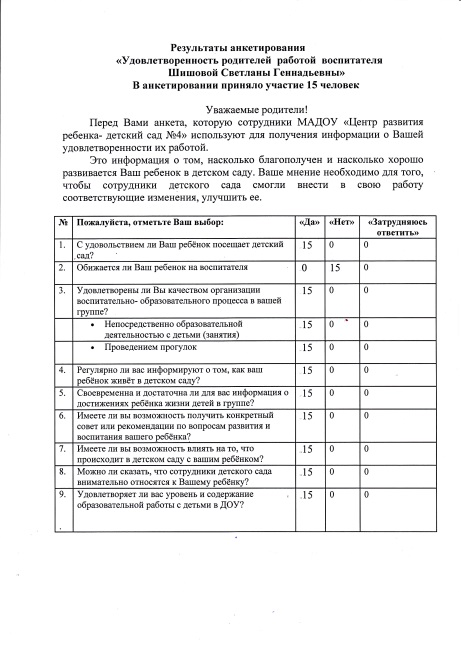 Результаты анкетирования
«Удовлетворенность родителей работой воспитателя
Шишовой Светланы Геннадьевны»
В анкетировании приняло участие 15 человек
Уважаемые родители!
Перед Вами анкета, которую сотрудники МАДОУ «Центр развития
ребенка- детский сад №4» используют для получения информации о Вашей
удовлетворенности их работой.
Это информация о том, насколько благополучен и насколько хорошо
развивается Ваш ребенок в детском саду. Ваше мнение необходимо для того,
чтобы сотрудники детского сада смогли внести в свою работу
соответствующие изменения, улучшить ее.
№ Пожалуйста, отметьте Ваш выбор: «Да» «Нет» «Затрудняюсь
ответить»
1. С удовольствием ли Ваш ребёнок посещает детский 15 0 0
сад?
2. Обижается ли Ваш ребенок на воспитателя 0 15 0
3. Удовлетворены ли Вы качеством организации 15 0 0
воспитательно- образовательного процесса в вашей
группе?
• Непосредственно образовательной .15 0 0
деятельностью с детьми (занятия)
• Проведением прогулок .15 0 0
4. Регулярно ли вас информируют о том, как ваш .15 0 0
ребёнок живёт в детском саду?
5. Своевременна и достаточна ли для вас информация о .15 0 0
достижениях ребёнка жизни детей в группе?
6. Имеете ли вы возможность получить конкретный .15 0 0
совет или рекомендации по вопросам развития и
воспитания вашего ребёнка?
7. Имеете ли вы возможность влиять на то, что .15 0 0
происходит в детском саду с вашим ребёнком?
8. Можно ли сказать, что сотрудники детского сада .15 0 0
внимательно относятся к Вашему ребёнку?
9. Удовлетворяет ли вас уровень и содержание .15 0 0
образовательной работы с детьми в ДОУ?